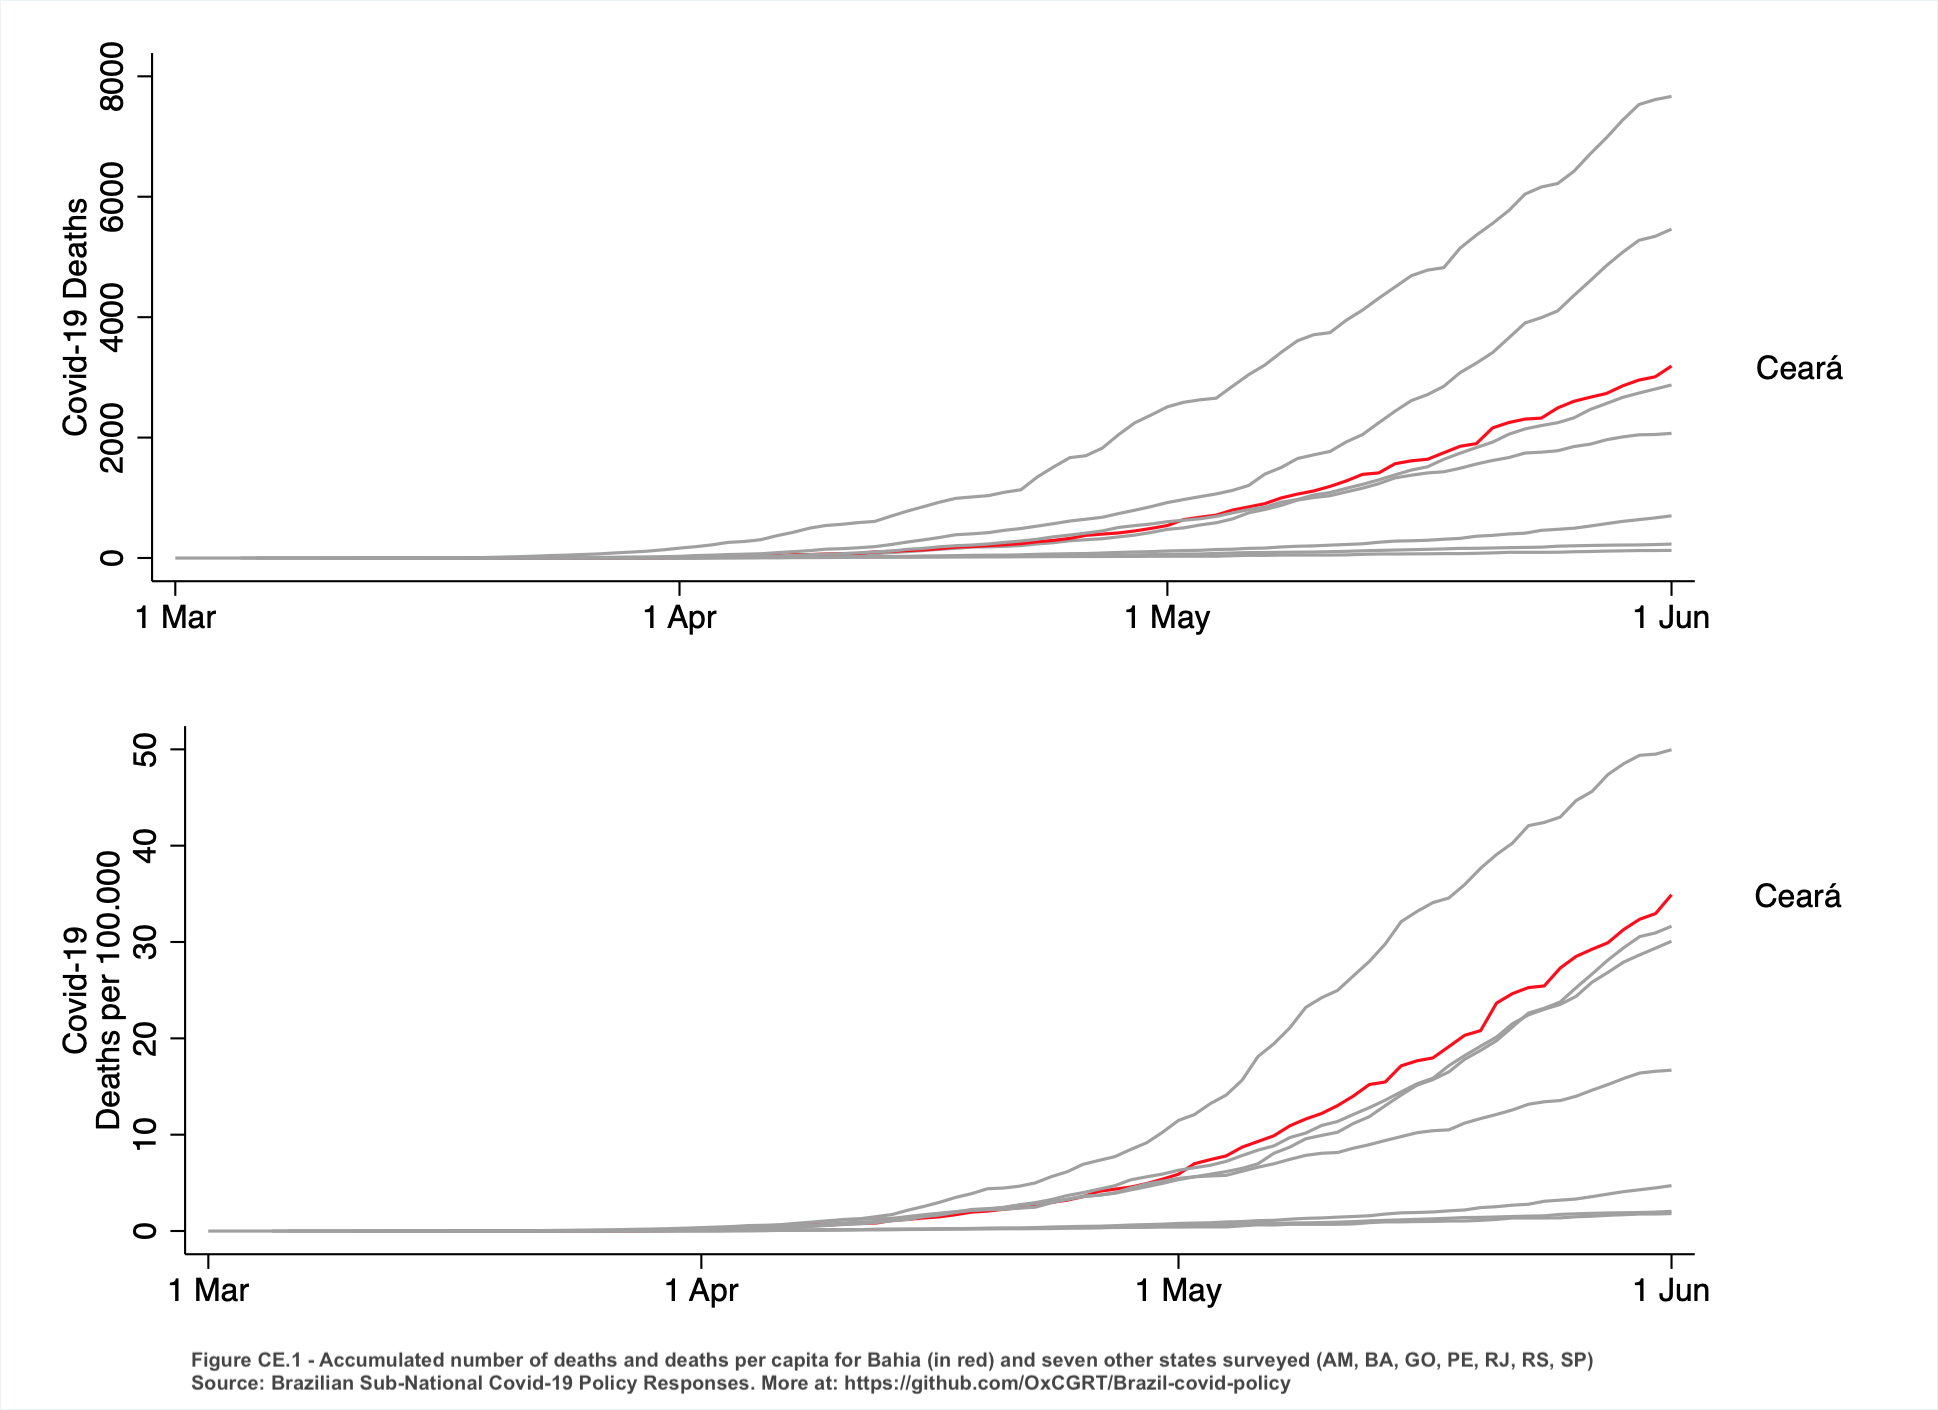 Covid-19 Deaths
8000
6000
4000
2000
0
Ceará
1 Mar
1 Apr
1 May
1 Jun
Covid-19
Deaths per 100.000
50
40
30
20
10
0
Ceará
1 Mar
1 Apr
1 May
1 Jun
Figure CE.1 - Accumulated number of deaths and deaths per capita for Bahia (in red) and seven other states surveyed (AM, BA, GO, PE, RJ, RS, SP)
Source: Brazilian Sub-National Covid-19 Policy Responses. More at: https://github.com/OxCGRT/Brazil-covid-policy